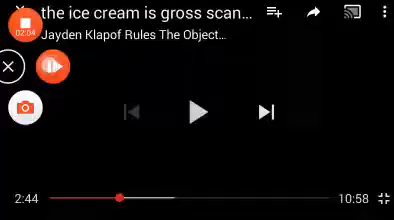 the ice cream is gross scan...
02:04
Jayden Klapof Rules The Object...
2:44
10:58